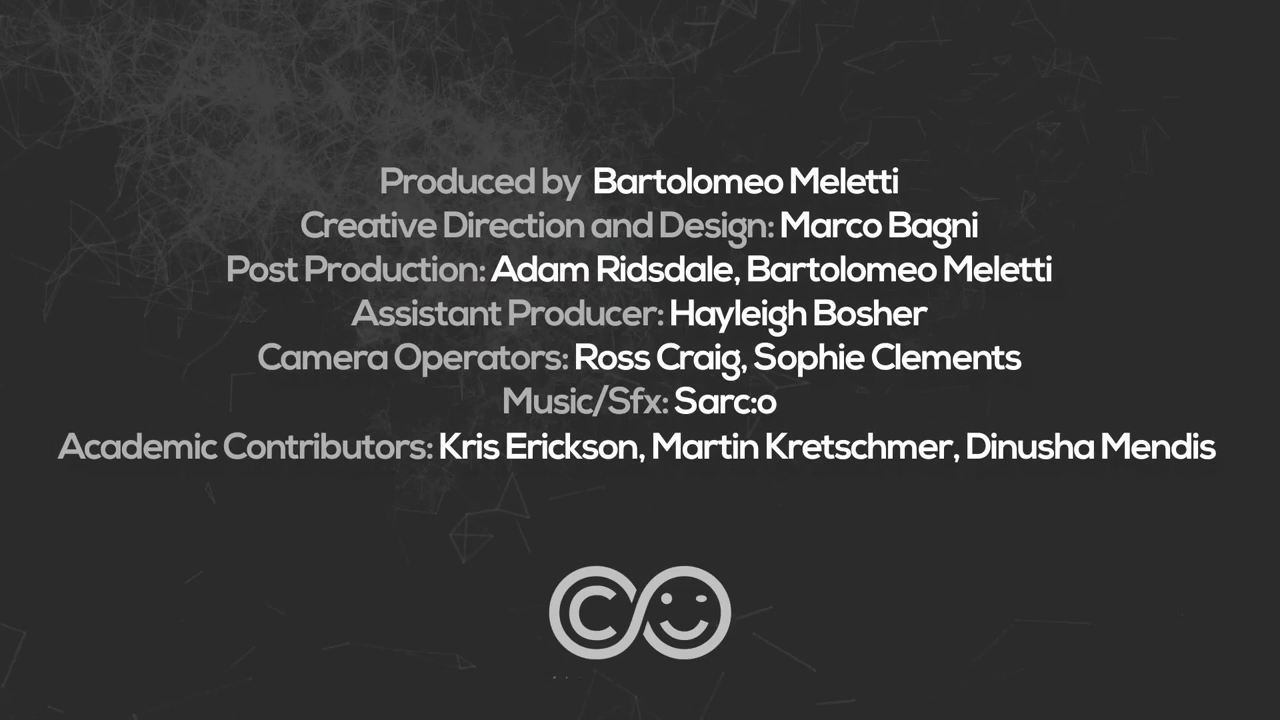 Produced by Bartolomeo Meletti
Creative Direction and Design: Marco Bagni
Post Production: Adam Ridsdale, Bartolomeo Meletti
Assistant Producer: Hayleigh Bosher
Camera Operators: Ross Craig, Sophie Clements
Music/Sfx: Sarc:o
Academic Contributors: Kris Erickson, Martin Kretschmer, Dinusha Mendis